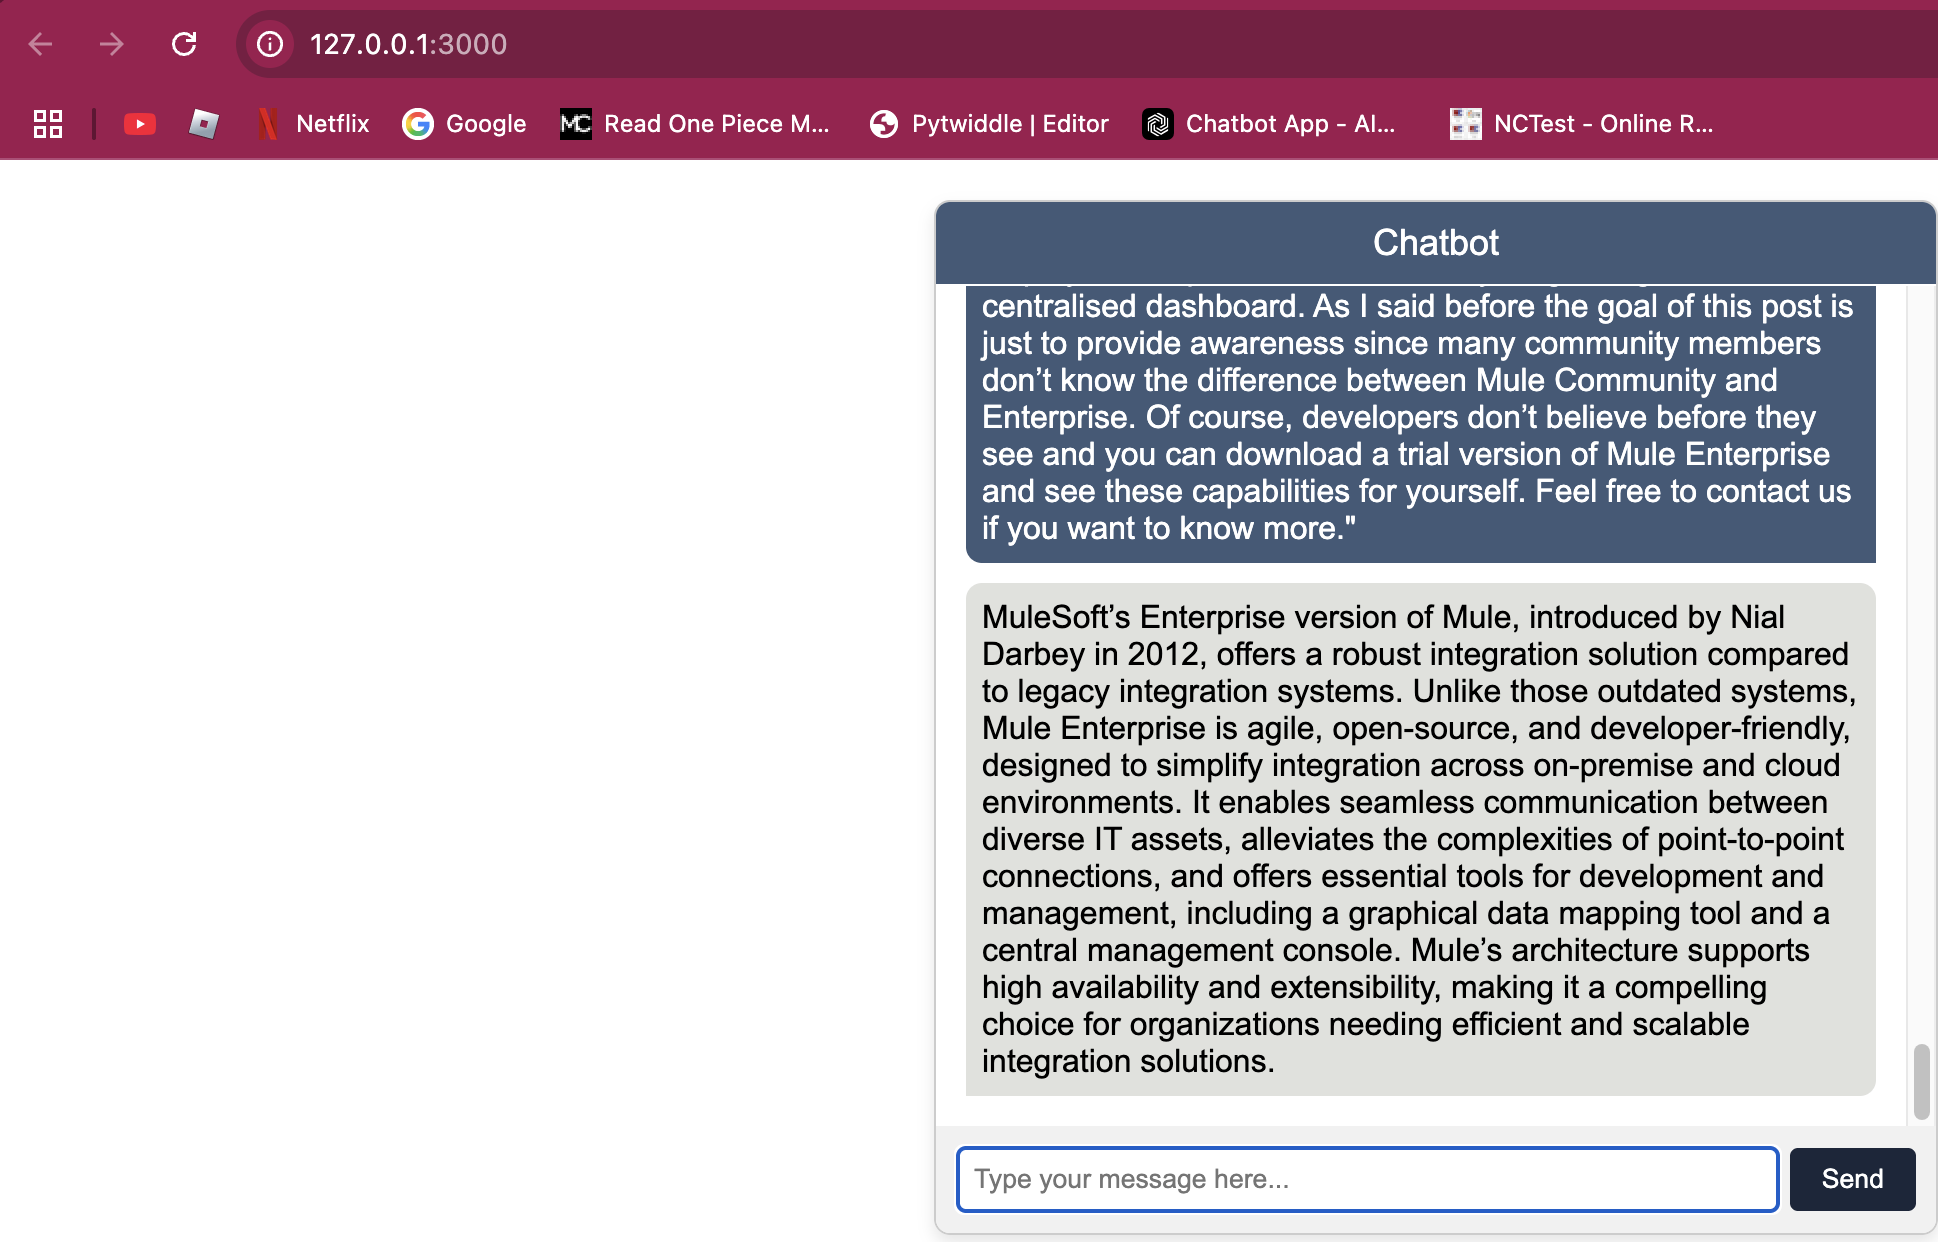 127.0.0.1:3000
Netflix
Google
MC
Read One Piece M...
Pytwiddle | Editor
Chatbot App - AI...
NCTest - Online R...
Chatbot
centralised dashboard. As I said before the goal of this post is
just to provide awareness since many community members
don’t know the difference between Mule Community and
Enterprise. Of course, developers don’t believe before they
see and you can download a trial version of Mule Enterprise
and see these capabilities for yourself. Feel free to contact us
if you want to know more."
MuleSoft’s Enterprise version of Mule, introduced by Nial
Darbey in 2012, offers a robust integration solution compared
to legacy integration systems. Unlike those outdated systems,
Mule Enterprise is agile, open-source, and developer-friendly,
designed to simplify integration across on-premise and cloud
environments. It enables seamless communication between
diverse IT assets, alleviates the complexities of point-to-point
connections, and offers essential tools for development and
management, including a graphical data mapping tool and a
central management console. Mule’s architecture supports
high availability and extensibility, making it a compelling
choice for organizations needing efficient and scalable
integration solutions.
Type your message here...
Send